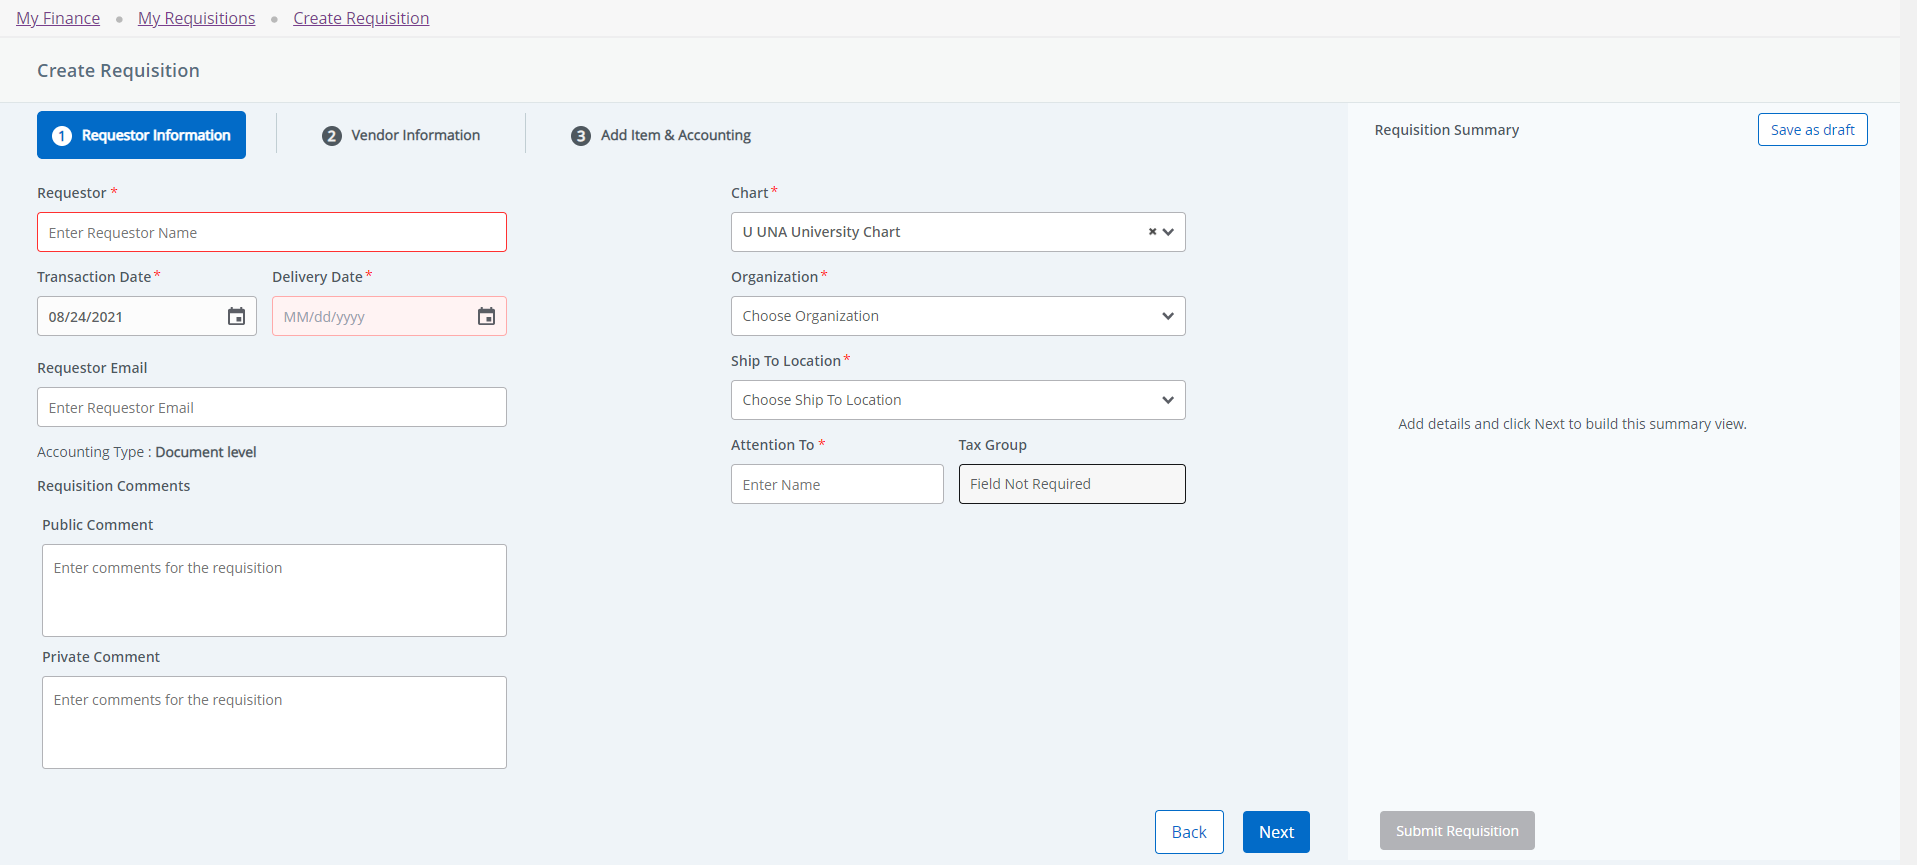 My Finance • My Requisitions • Create Requisition
Create Requisition
1 Requestor Information
2 Vendor Information
3 Add Item & Accounting
Requestor *
Enter Requestor Name
Transaction Date* Delivery Date*
08/24/2021 MM/dd/yyyy
Requestor Email
Enter Requestor Email
Accounting Type : Document level
Requisition Comments
Public Comment
Enter comments for the requisition
Private Comment
Enter comments for the requisition
Chart*
U UNA University Chart ×
Organization*
Choose Organization
Ship To Location*
Choose Ship To Location
Attention To * Tax Group
Enter Name Field Not Required
Back Next
Requisition Summary Save as draft
Add details and click Next to build this summary view.
Submit Requisition